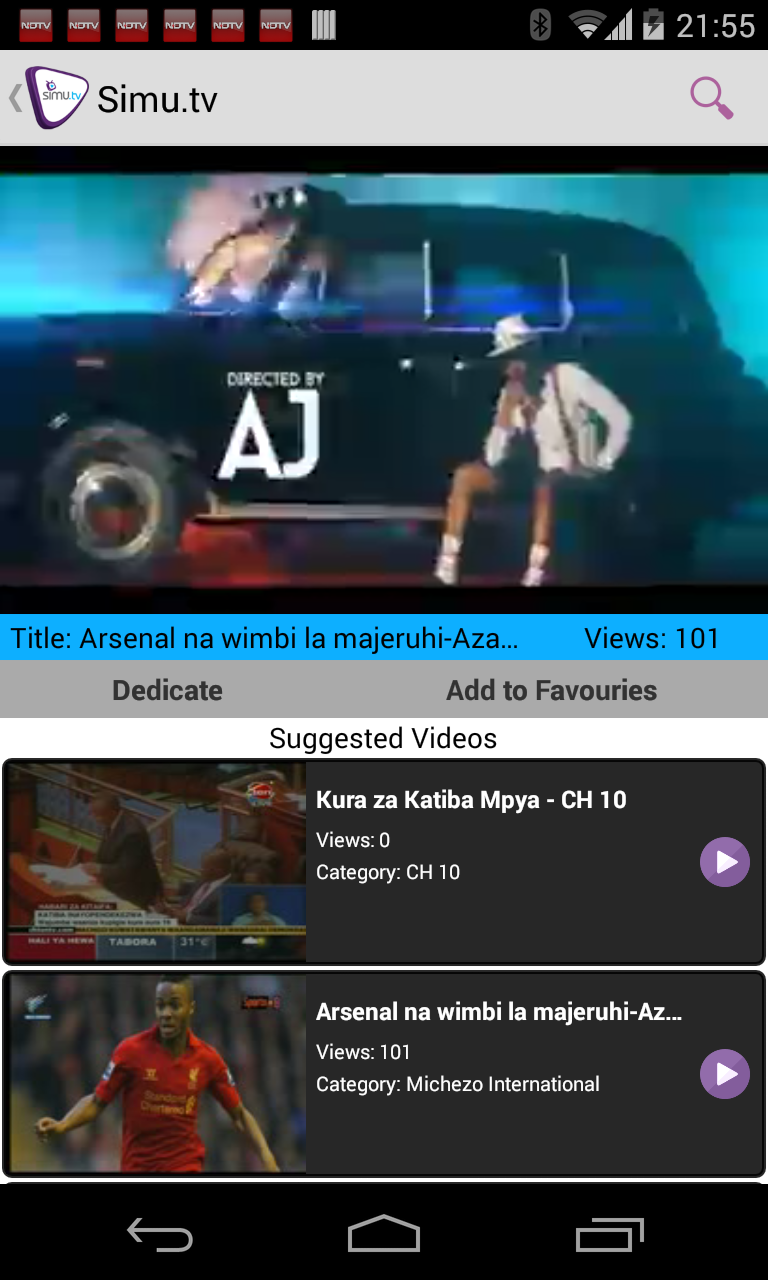 NDTV NDTV NDTV NDTV NDTV NDTV
21:55
simu.tv
Simu.tv
DIRECTED BY
AJ
Title: Arsenal na wimbi la majeruhi-Aza...
Views: 101
Dedicate
Add to Favouries
Suggested Videos
Kura za Katiba Mpya - CH 10
Views: 0
Category: CH 10
HABARI ZA KITAIFA
KATIBA INAYOPENDEKEZWA
HALI YA HEWA
TABORA
31°C
Arsenal na wimbi la majeruhi-Az...
Views: 101
Category: Michezo International
Standard
Chartered